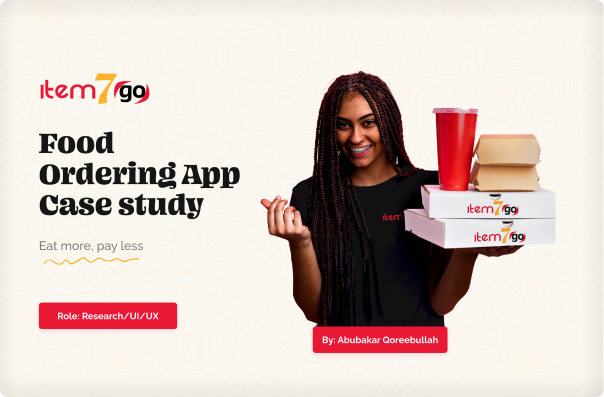 item7go
Food
Ordering App
Case study
Eat more, pay less
Role: Research/UI/UX
item
item7go
item7go
By: Abubakar Qoreebullah